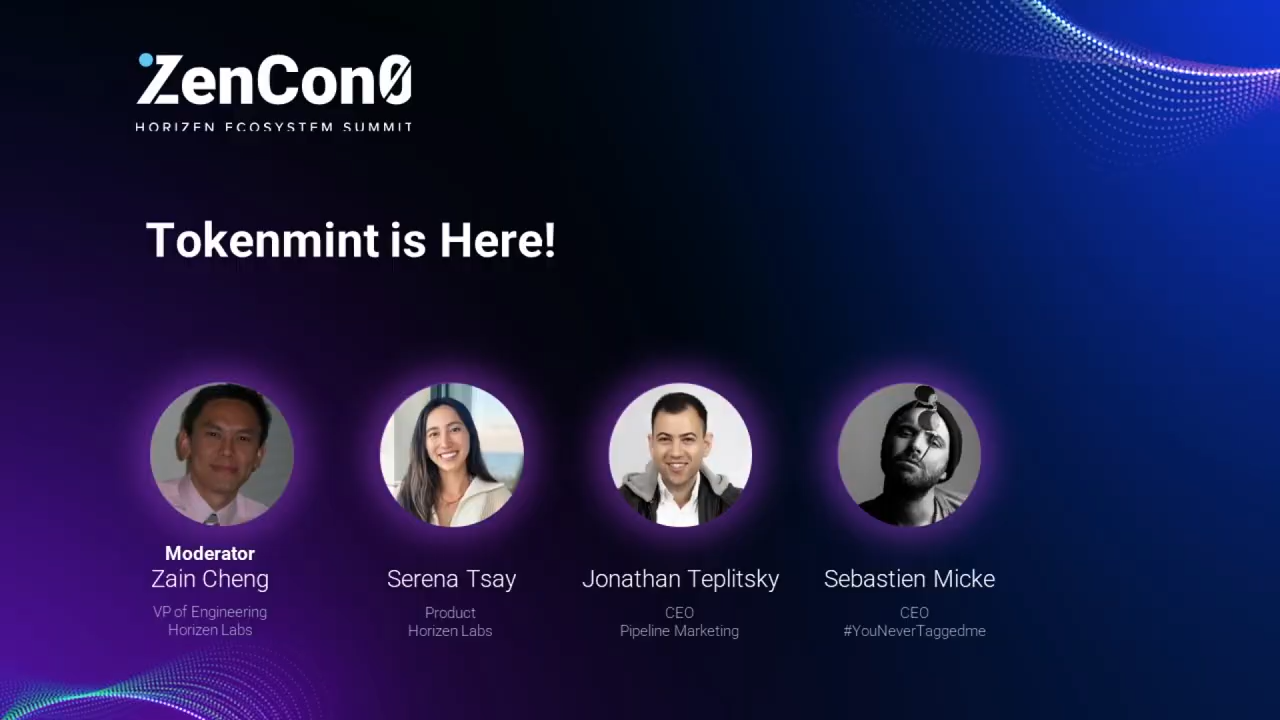 ZenCon0
HORIZEN ECOSYSTEM SUMMIT
Tokenmint is Here!
Moderator
Zain Cheng
VP of Engineering
Horizen Labs
Serena Tsay
Product
Horizen Labs
Jonathan Teplitsky
CEO
Pipeline Marketing
Sebastien Micke
CEO
#YouNeverTaggedme